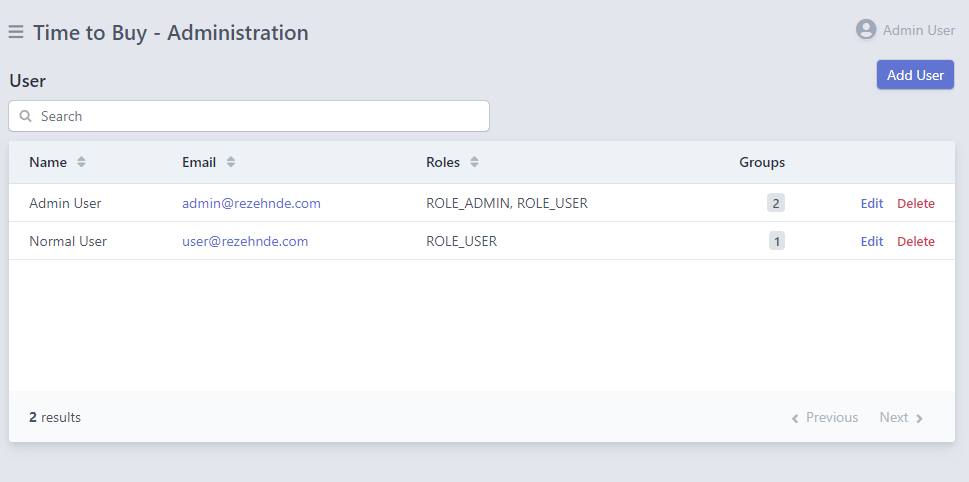 Time to Buy - Administration
Admin User
User
Add User
Search
Name Email Roles Groups
Admin User admin@rezehnde.com ROLE_ADMIN, ROLE_USER 2 Edit Delete
Normal User user@rezehnde.com ROLE_USER 1 Edit Delete
2 results Previous Next